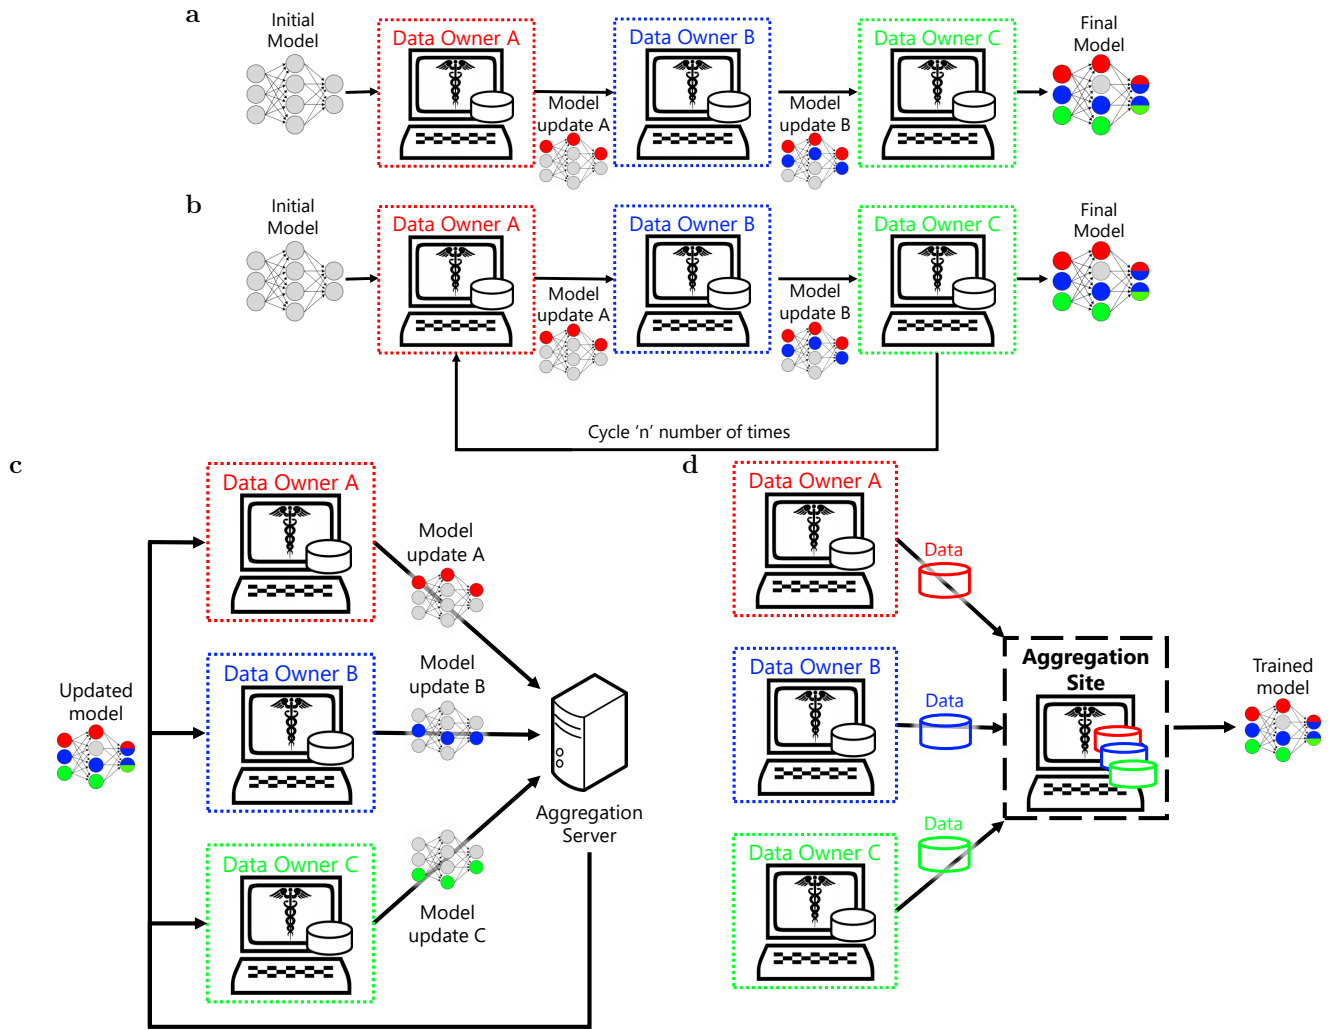 a
Initial
Model
Data Owner A
Model
update A
Data Owner B
Model
update B
Data Owner C
Final
Model
b
Initial
Model
Data Owner A
Model
update A
Data Owner B
Model
update B
Data Owner C
Final
Model
Cycle ‘n’ number of times
c
Updated
model
Data Owner A
Model
update A
Data Owner B
Model
update B
Data Owner C
Model
update C
Aggregation
Server
d
Data Owner A
Data
Data Owner B
Data
Data Owner C
Data
Aggregation
Site
Trained
model